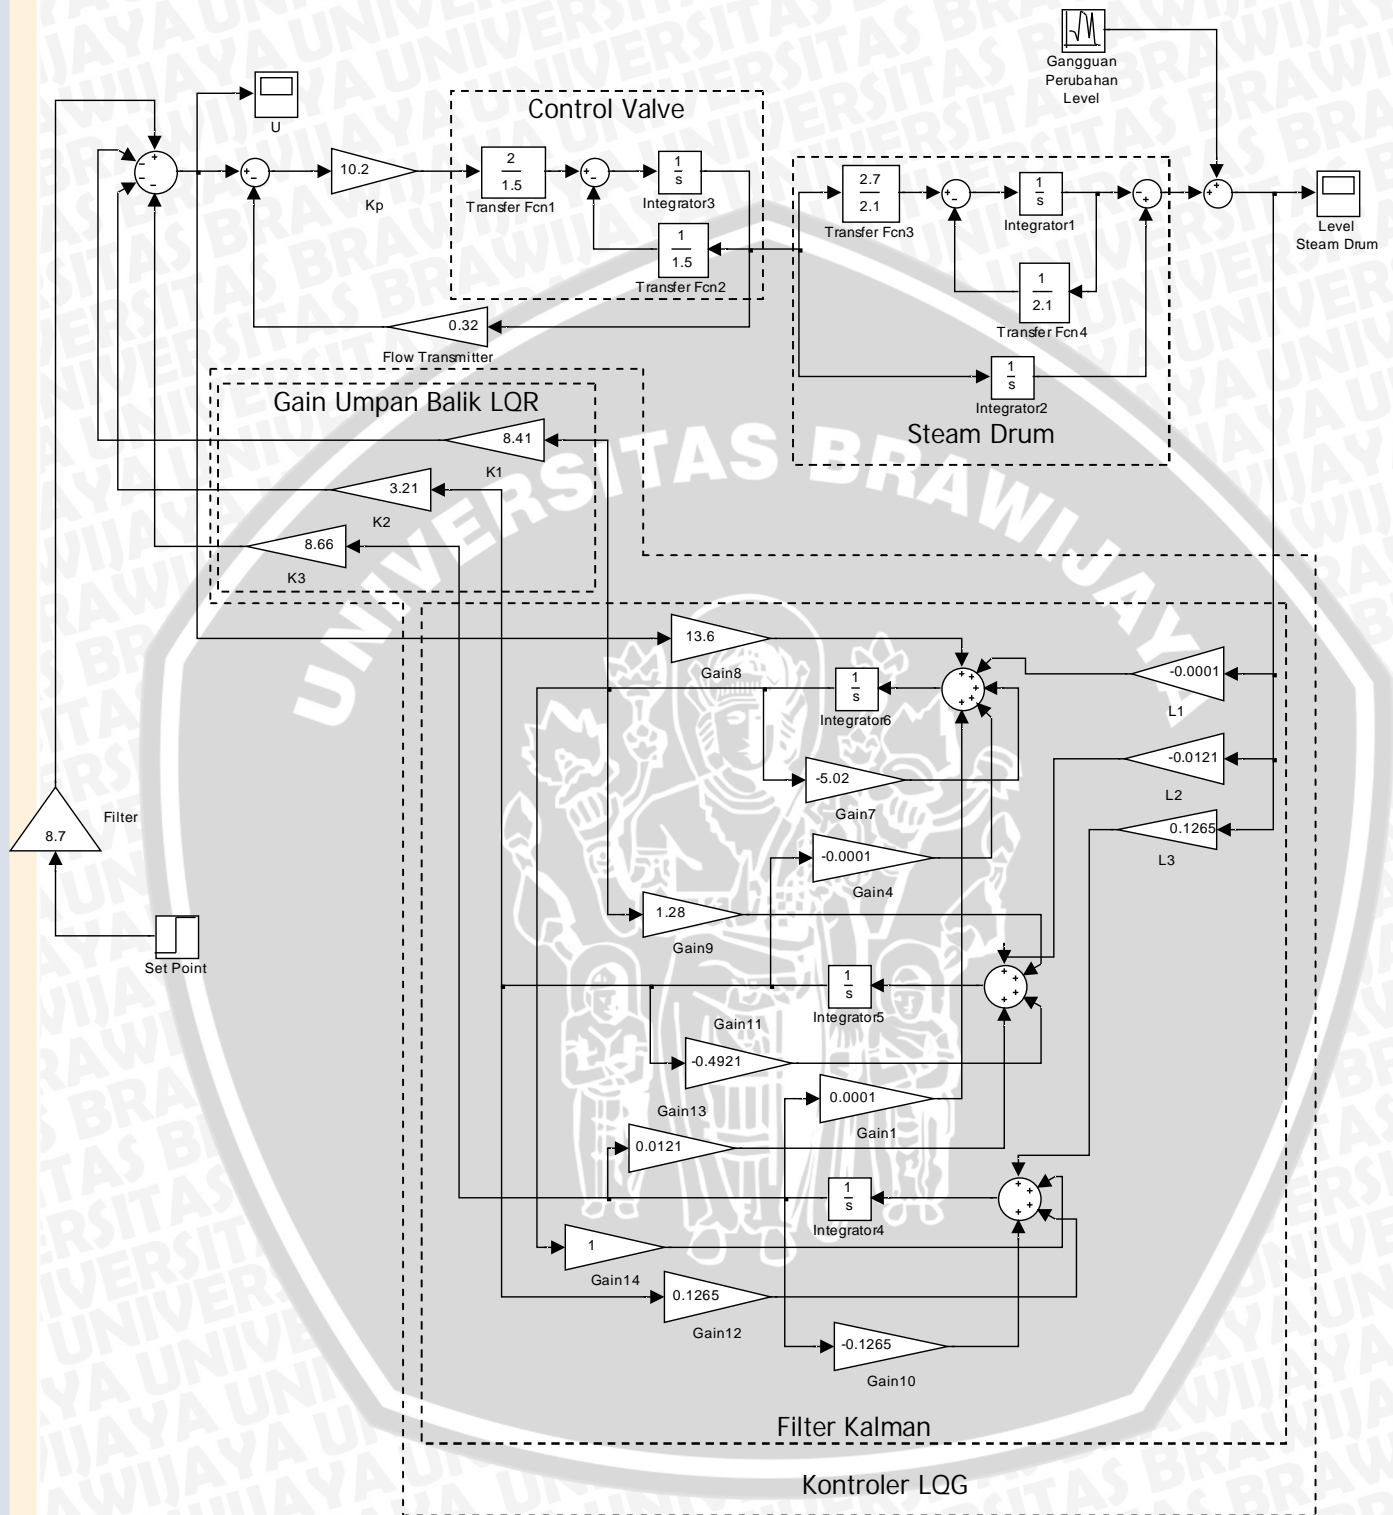 Gangguan
Perubahan
Level
U
Control Valve
10.2
Kp
2
1.5
Transfer Fcn1
1
s
Integrator3
1
1.5
Transfer Fcn2
2.7
2.1
Transfer Fcn3
1
s
Integrator1
1
2.1
Transfer Fcn4
1
s
Integrator2
Steam Drum
Level
Steam Drum
0.32
Flow Transmitter
Gain Umpan Balik LQR
8.41
K1
3.21
K2
8.66
K3
UNIVERSITAS BRAWIJAYA
13.6
Gain8
1
s
Integrator6
-0.0001
L1
-5.02
Gain7
-0.0121
L2
8.7
Filter
-0.0001
Gain4
0.1265
L3
1.28
Gain9
Set Point
1
s
Integrator5
Gain11
-0.4921
Gain13
0.0001
Gain1
0.0121
1
s
Integrator4
1
Gain14
0.1265
Gain12
-0.1265
Gain10
Filter Kalman
Kontroler LQG